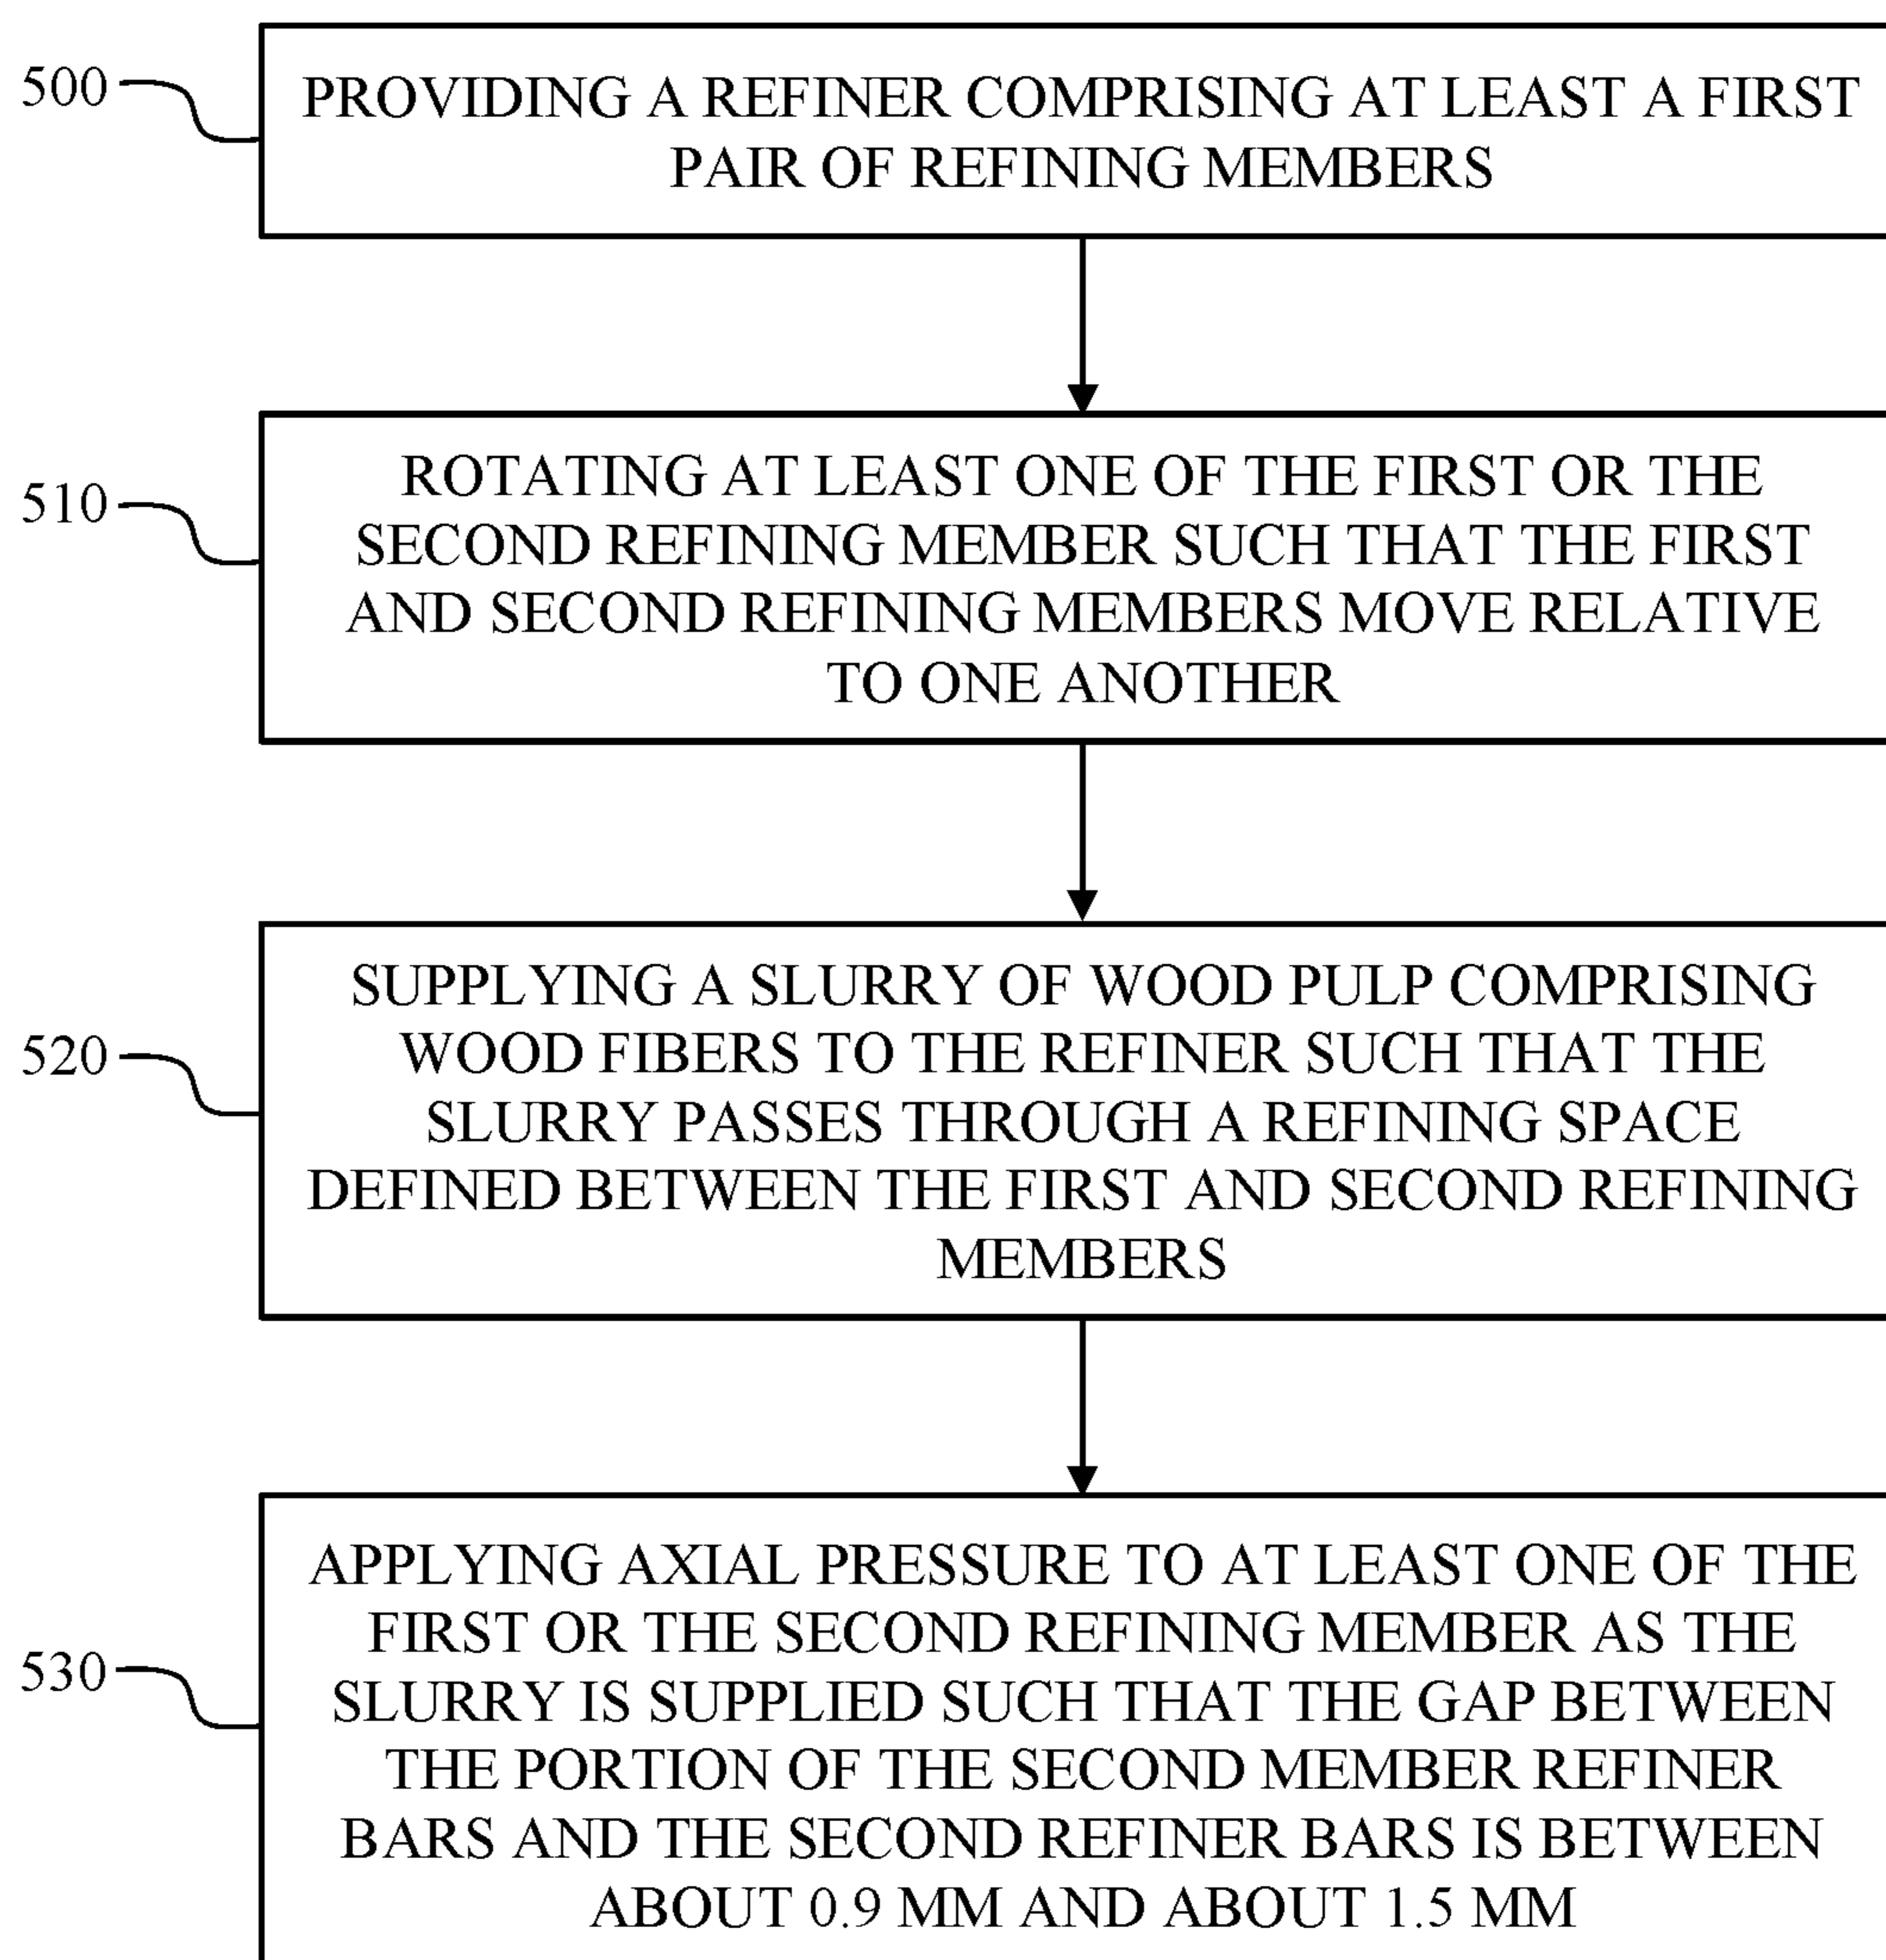 500
PROVIDING A REFINER COMPRISING AT LEAST A FIRST
PAIR OF REFINING MEMBERS
510
ROTATING AT LEAST ONE OF THE FIRST OR THE
SECOND REFINING MEMBER SUCH THAT THE FIRST
AND SECOND REFINING MEMBERS MOVE RELATIVE
TO ONE ANOTHER
520
SUPPLYING A SLURRY OF WOOD PULP COMPRISING
WOOD FIBERS TO THE REFINER SUCH THAT THE
SLURRY PASSES THROUGH A REFINING SPACE
DEFINED BETWEEN THE FIRST AND SECOND REFINING
MEMBERS
530
APPLYING AXIAL PRESSURE TO AT LEAST ONE OF THE
FIRST OR THE SECOND REFINING MEMBER AS THE
SLURRY IS SUPPLIED SUCH THAT THE GAP BETWEEN
THE PORTION OF THE SECOND MEMBER REFINER
BARS AND THE SECOND REFINER BARS IS BETWEEN
ABOUT 0.9 MM AND ABOUT 1.5 MM